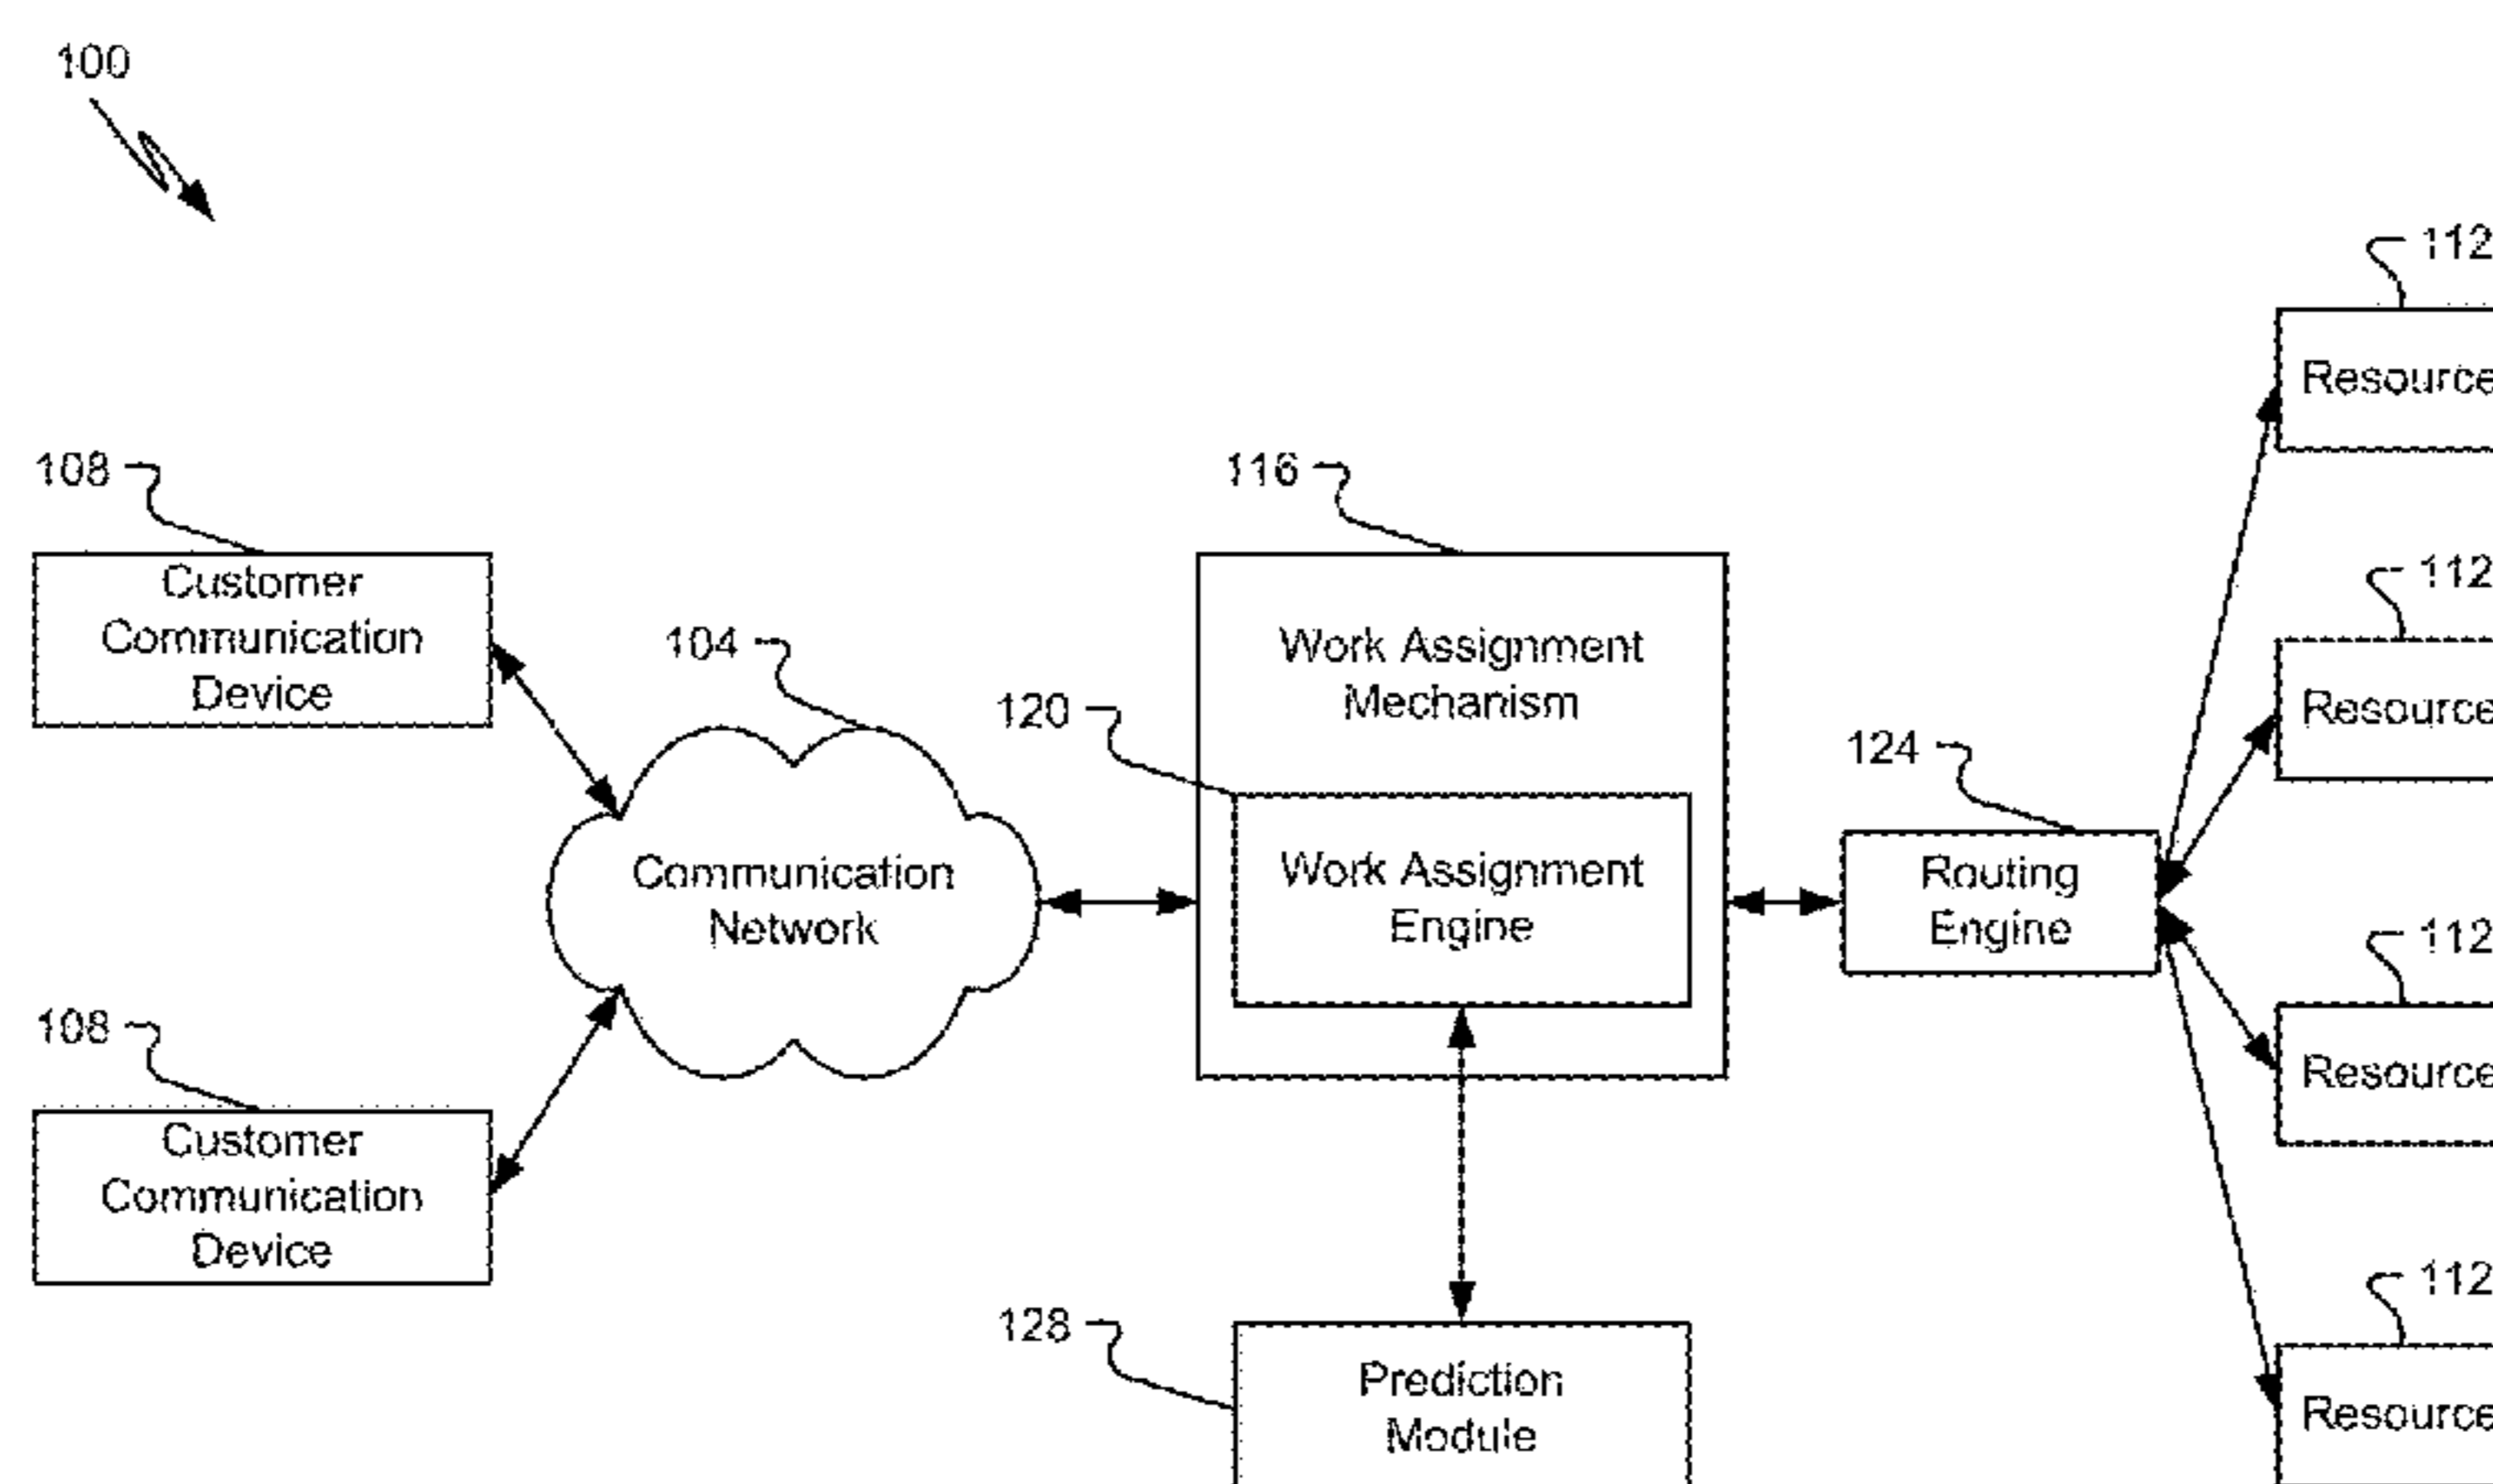 100
112
Resource
108
116
Customer
Communication
Device
112
104
Work Assignment
Mechanism
Resource
120
124
Communication
Network
Work Assignment
Engine
Routing
Engine
112
Resource
108
Customer
Communication
Device
112
128
Prediction
Module
Resource